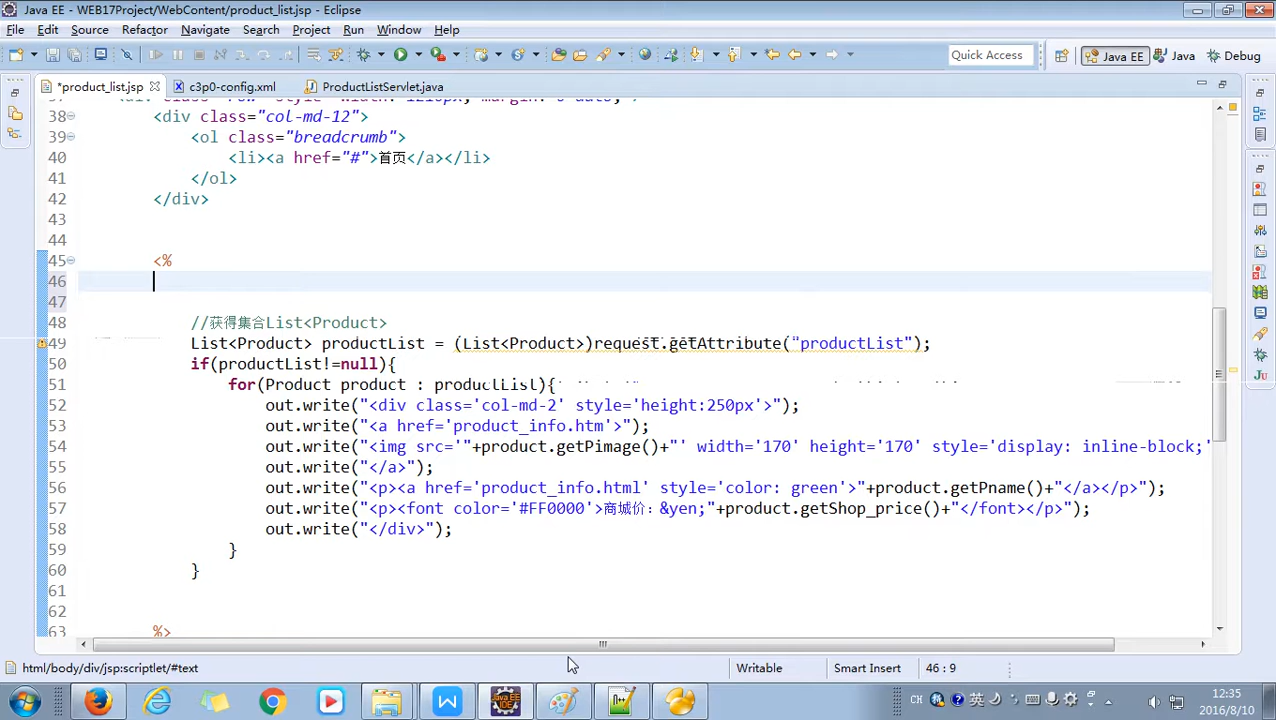 Java EE - WEB17Project/WebContent/product_list.jsp - Eclipse
File Edit Source Refactor Navigate Search Project Run Window Help
Quick Access Java EE Java Debug
*product_list.jsp c3p0-config.xml ProductListServlet.java
38 <div class="col-md-12">
39 <ol class="breadcrumb">
40 <li><a href="#">首页</a></li>
41 </ol>
42 </div>
43
44
45 <%
46
47
48 //获得集合List<Product>
49 List<Product> productList = (List<Product>)request.getAttribute("productList");
50 if(productList!=null){
51 for(Product product : productList){
52 out.write("<div class='col-md-2' style='height:250px'>");
53 out.write("<a href='product_info.htm'>");
54 out.write("<img src='"+product.getPimage()+"' width='170' height='170' style='display: inline-block;'
55 out.write("</a>");
56 out.write("<p><a href='product_info.html' style='color: green'>"+product.getPname()+"</a></p>");
57 out.write("<p><font color='#FF0000'>商城价：&yen;"+product.getShop_price()+"</font></p>");
58 out.write("</div>");
59 }
60 }
61
62
63 %>
html/body/div/jsp:scriptlet/#text Writable Smart Insert 46 : 9
CH 英 12:35
2016/8/10